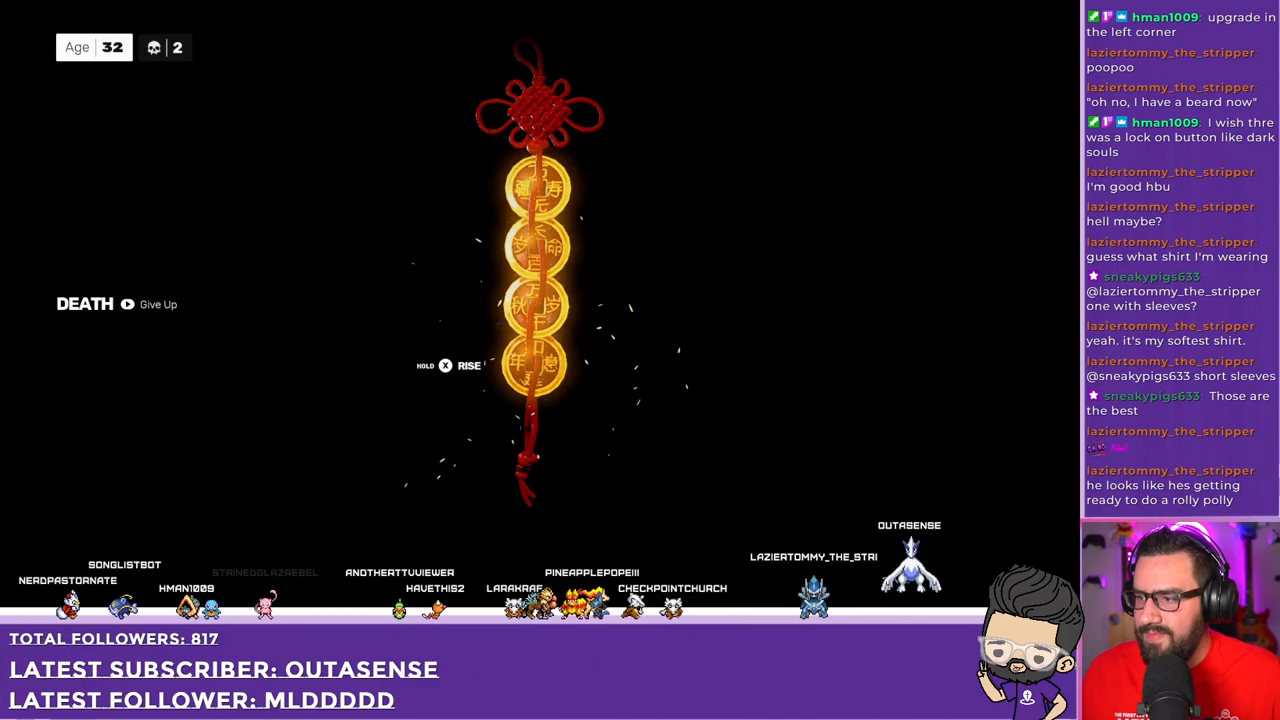 Age 32 2
DEATH Give Up
HOLD X RISE
hman1009: upgrade in
the left corner
laziertommy_the_stripper:
poopoo
laziertommy_the_stripper:
"oh no, I have a beard now"
hman1009: I wish thre
was a lock on button like dark
souls
laziertommy_the_stripper:
I'm good hbu
laziertommy_the_stripper:
hell maybe?
laziertommy_the_stripper:
guess what shirt I'm wearing
sneakypigs633:
@laziertommy_the_stripper
one with sleeves?
laziertommy_the_stripper:
yeah. it's my softest shirt.
laziertommy_the_stripper:
@sneakypigs633 short sleeves
sneakypigs633: Those are
the best
laziertommy_the_stripper:
laziertommy_the_stripper:
he looks like hes getting
ready to do a rolly polly
OUTASENSE
LAZIERTOMMY_THE_STRI
SONGLISTBOT
NERDPASTORNATE
STAINEDGLAZREBEL
HMAN1009
ANOTHERTTVVIEWER
HAVETHIS2
PINEAPPLEPOPEIII
LARAKRAF
CHECKPOINTCHURCH
TOTAL FOLLOWERS: 817
LATEST SUBSCRIBER: OUTASENSE
LATEST FOLLOWER: MLDDDDD